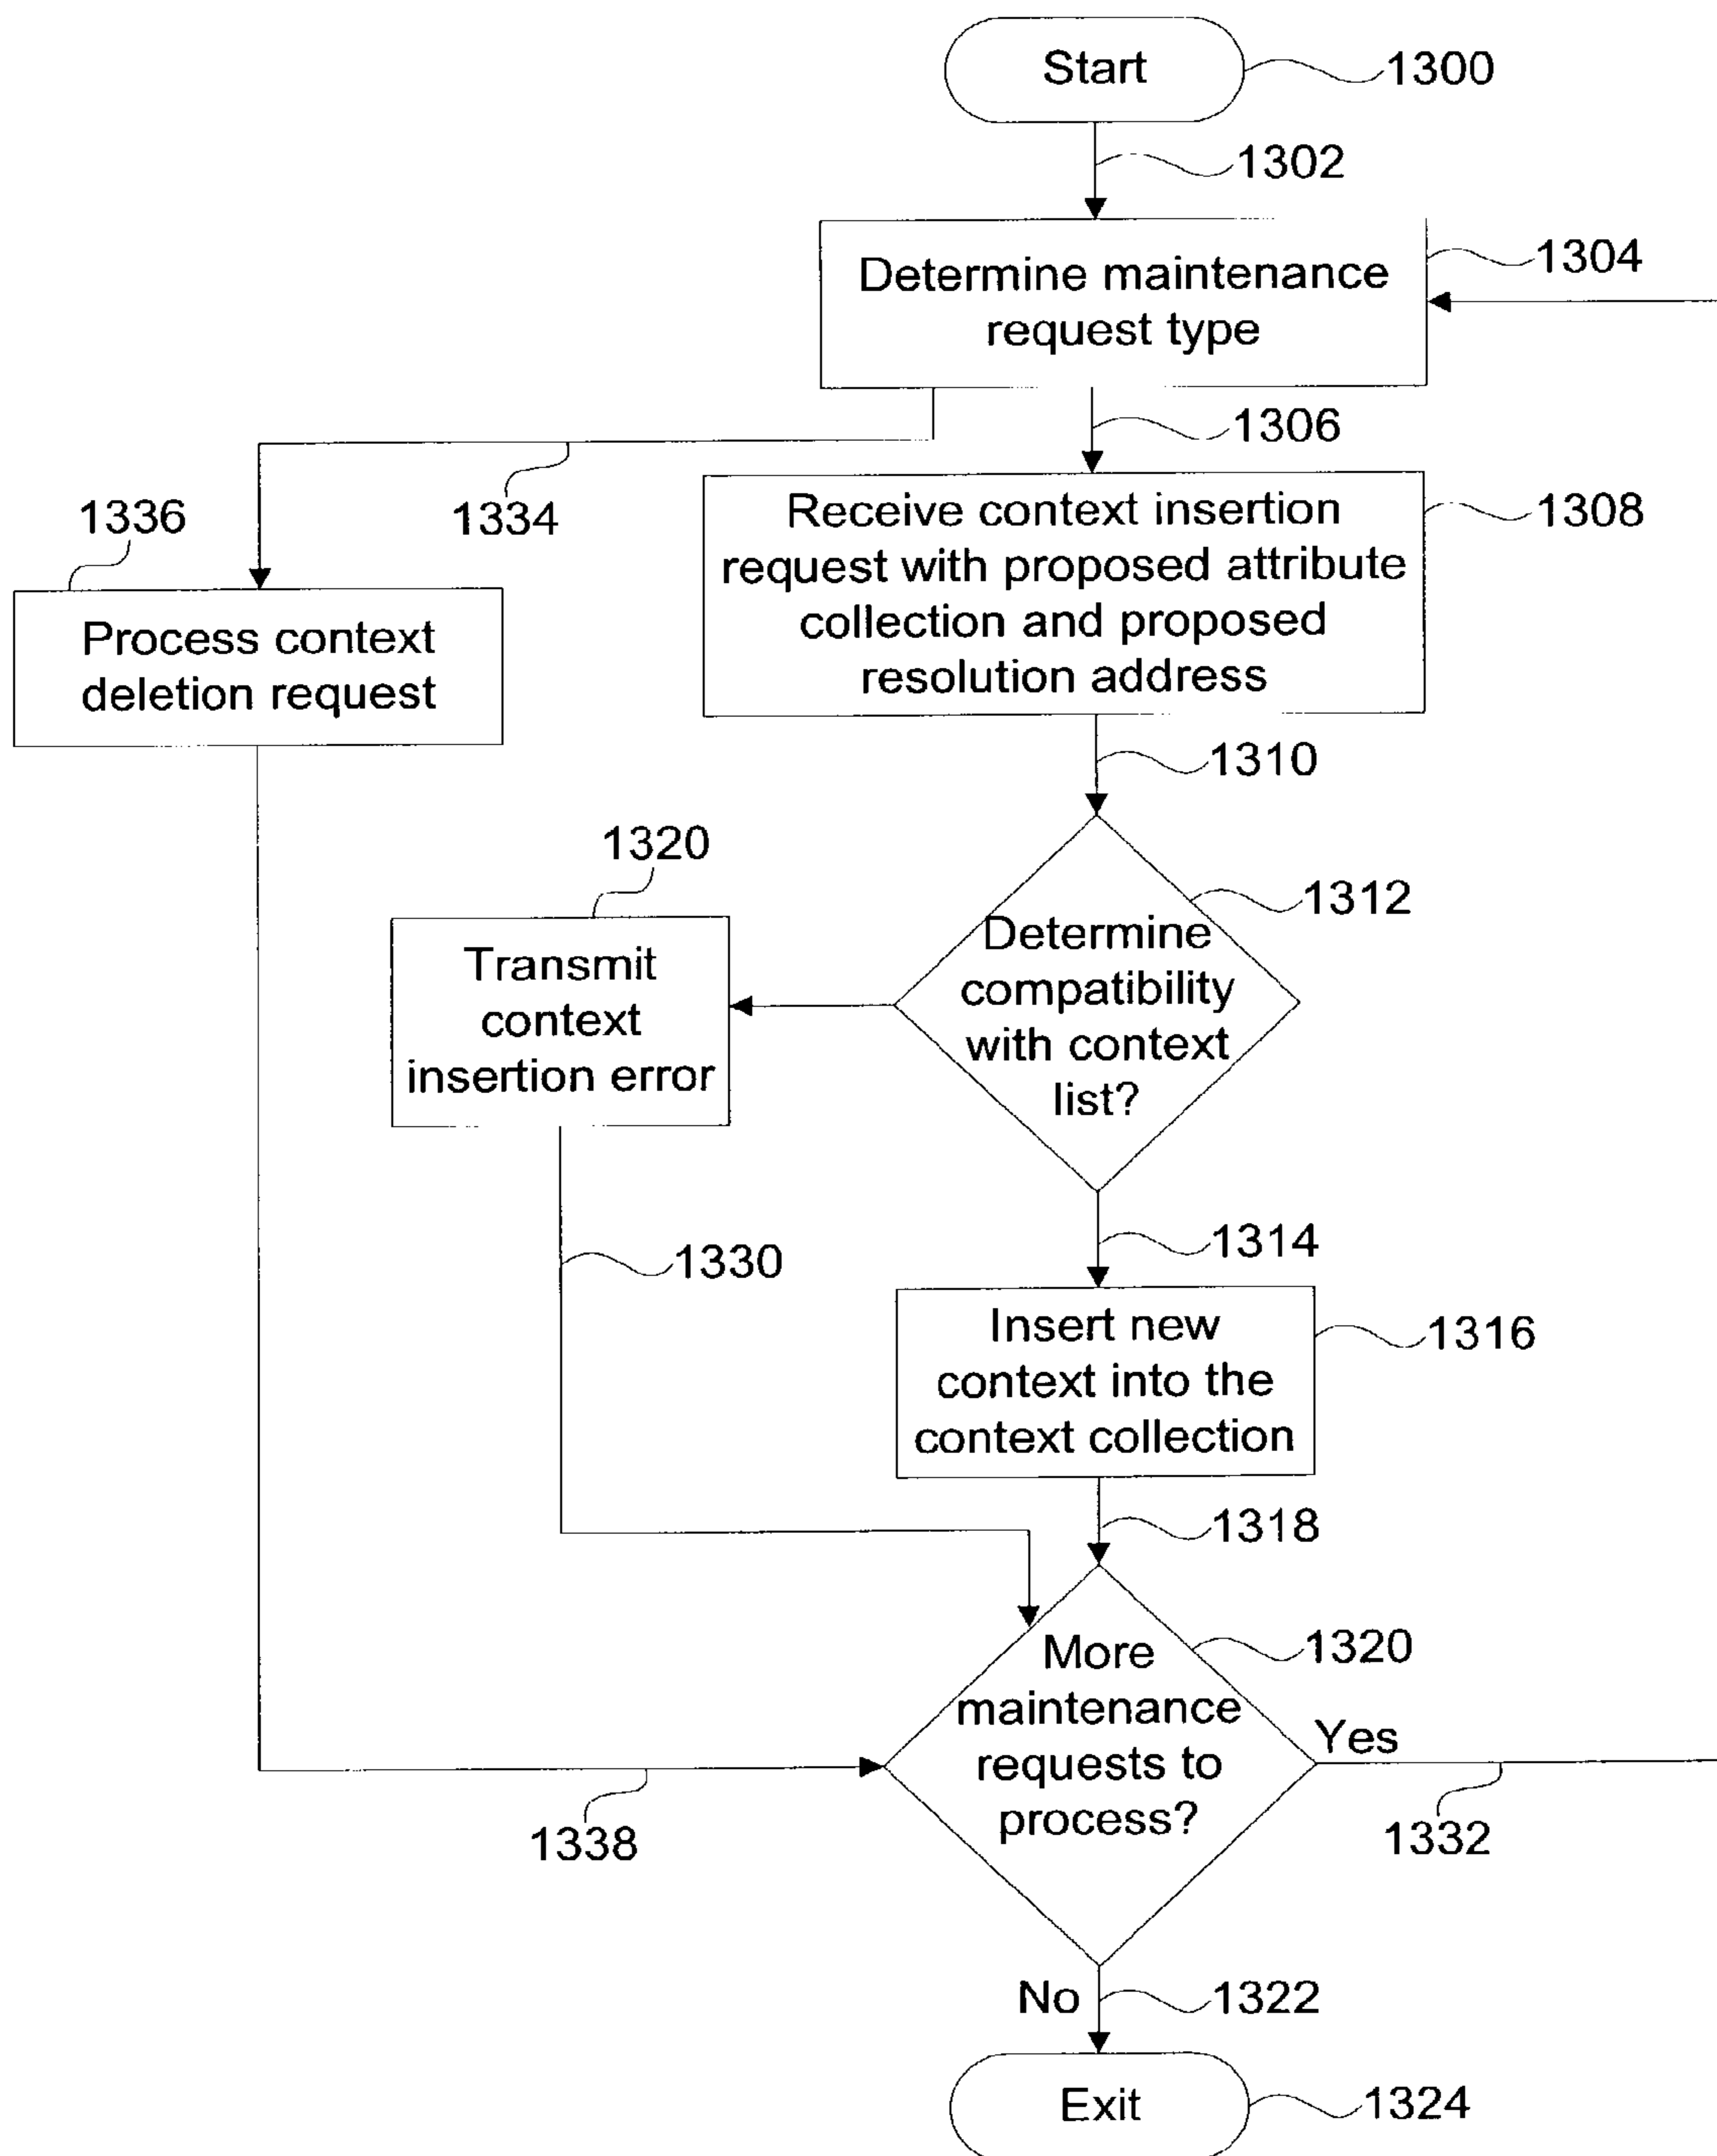 Start
1300
1302
Determine maintenance
request type
1304
1306
1334
1336
Process context
deletion request
Receive context insertion
request with proposed attribute
collection and proposed
resolution address
1308
1310
1320
Transmit
context
insertion error
Determine
compatibility
with context
list?
1312
1314
1330
Insert new
context into the
context collection
1316
1318
More
maintenance
requests to
process?
1320
Yes
1332
1338
No
1322
Exit
1324